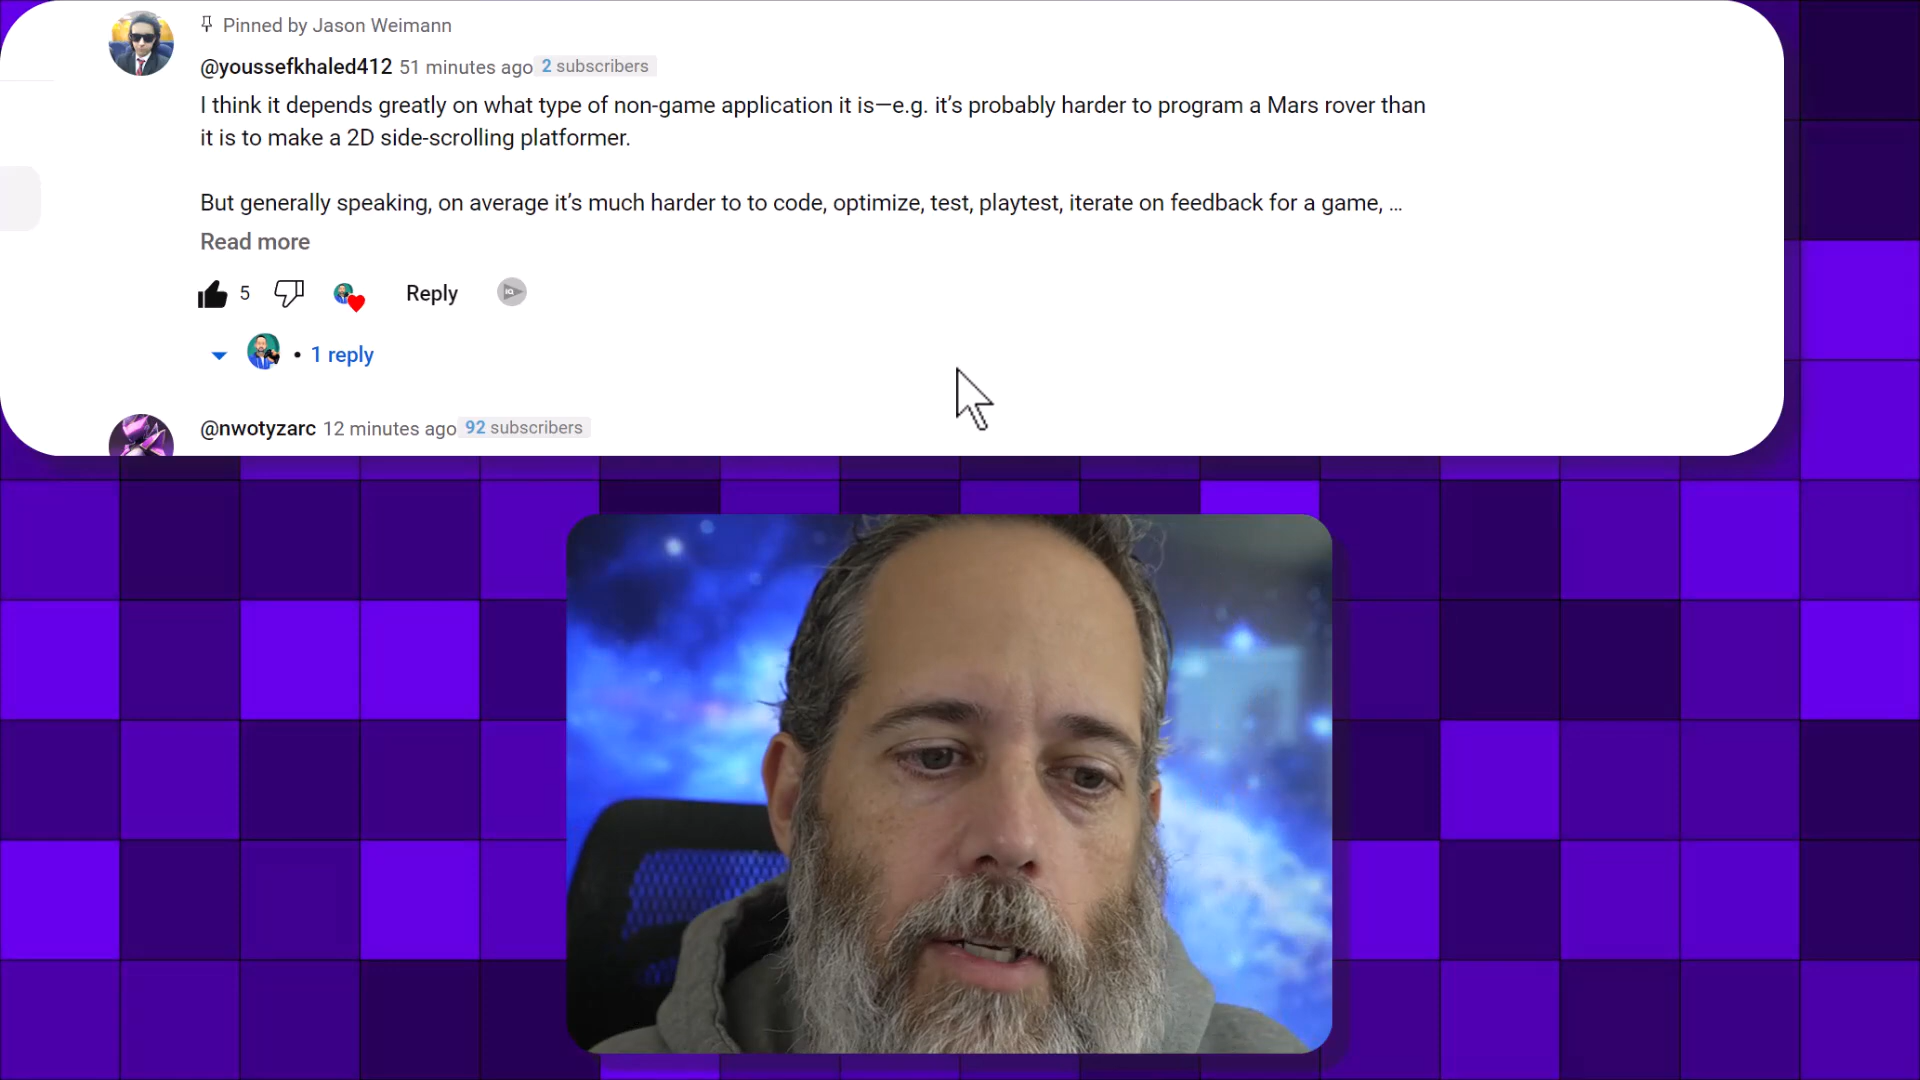 Pinned by Jason Weimann
@youssefkhaled412 51 minutes ago 2 subscribers
I think it depends greatly on what type of non-game application it is—e.g. it’s probably harder to program a Mars rover than
it is to make a 2D side-scrolling platformer.
But generally speaking, on average it’s much harder to to code, optimize, test, playtest, iterate on feedback for a game, ...
Read more
5 Reply IQ
• 1 reply
@nwotyzarc 12 minutes ago 92 subscribers